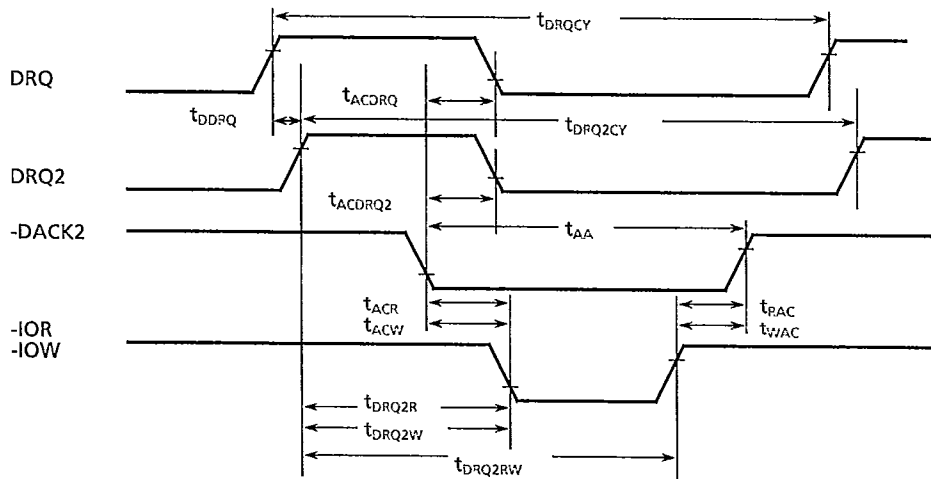 tDRQCY
DRQ
tACDRQ
tDDRQ
tDRQ2CY
DRQ2
tACDRQ2
-DACK2
tAA
tACR
tRAC
-IOR
tACW
tWAC
-IOW
tDRQ2R
tDRQ2W
tDRQ2RW